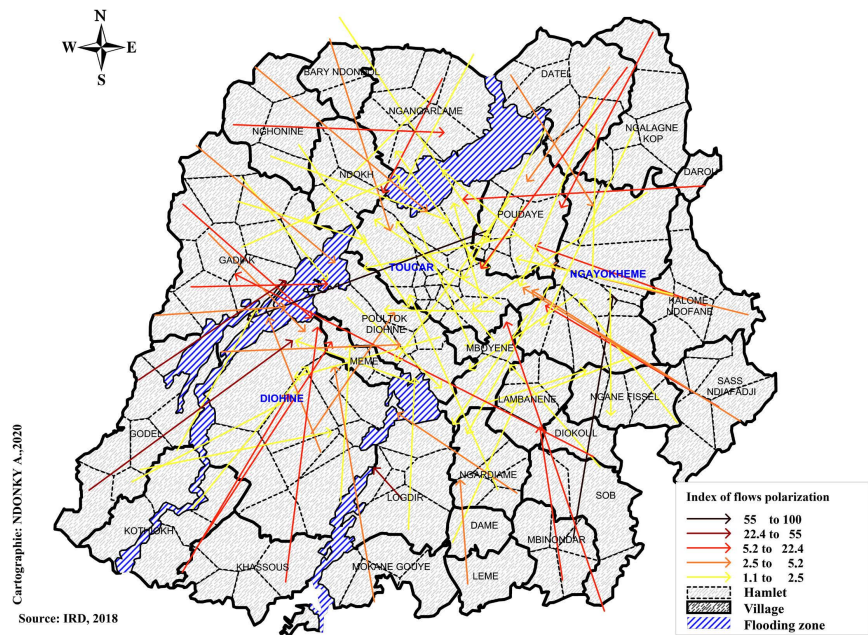 N
W E
S
BARY NDONDOL
DATEL
NGANGARLAME
NGHONINE
NGALAGNE
KOP
NDOKH
DAROU
POUDAYE
GADIAK
TOUCAR
NGAYOKHEME
KALOME
NDOFANE
POULTOK
DIOHINE
MBOYENE
MEME
SASS
NDIAFADJI
DIOHINE
LAMBANENE
NGANE FISSEL
GODEL
DIOKOUL
NGARDIAME
LOGDIR
SOB
KOTHIOKH
DAME
MBINONDAR
KHASSOUS
MOKANE GOUYE
LEME
Cartographie: NDONKY A.,2020
Source: IRD, 2018
Index of flows polarization
55 to 100
22.4 to 55
5.2 to 22.4
2.5 to 5.2
1.1 to 2.5
Hamlet
Village
Flooding zone